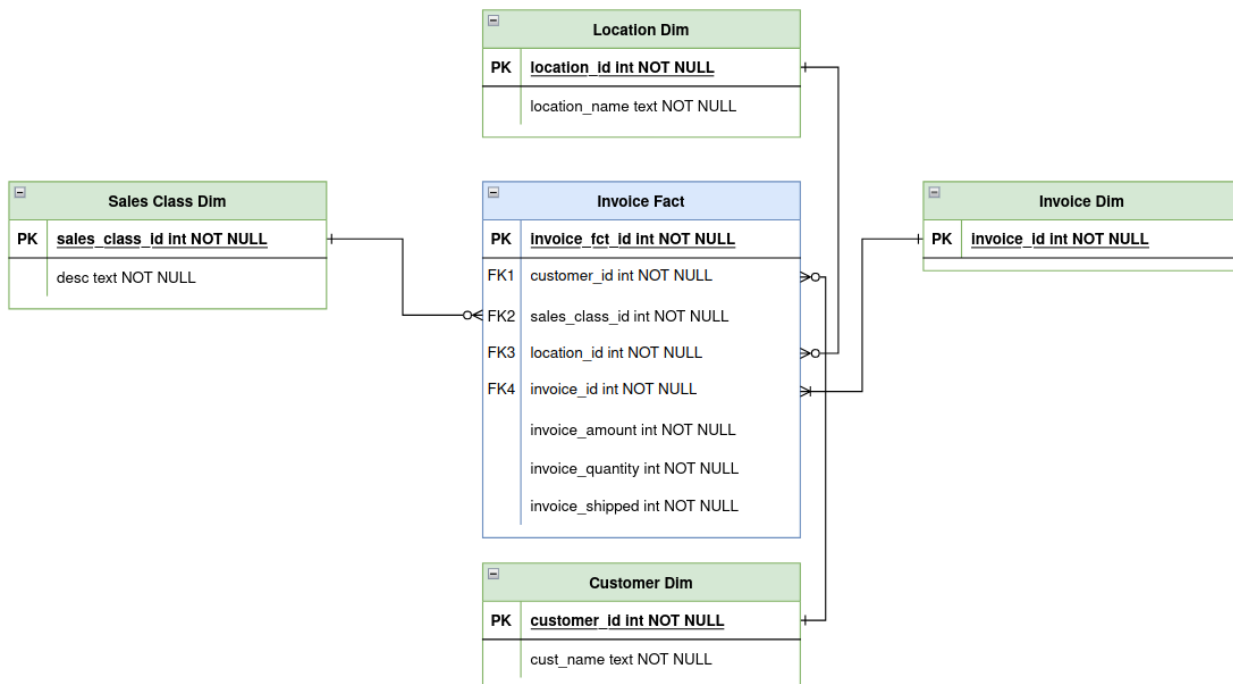 Location Dim
PK location_id int NOT NULL
location_name text NOT NULL
Sales Class Dim
PK sales_class_id int NOT NULL
desc text NOT NULL
Invoice Fact
PK invoice_fct_id int NOT NULL
FK1 customer_id int NOT NULL
FK2 sales_class_id int NOT NULL
FK3 location_id int NOT NULL
FK4 invoice_id int NOT NULL
invoice_amount int NOT NULL
invoice_quantity int NOT NULL
invoice_shipped int NOT NULL
Invoice Dim
PK invoice_id int NOT NULL
Customer Dim
PK customer_id int NOT NULL
cust_name text NOT NULL